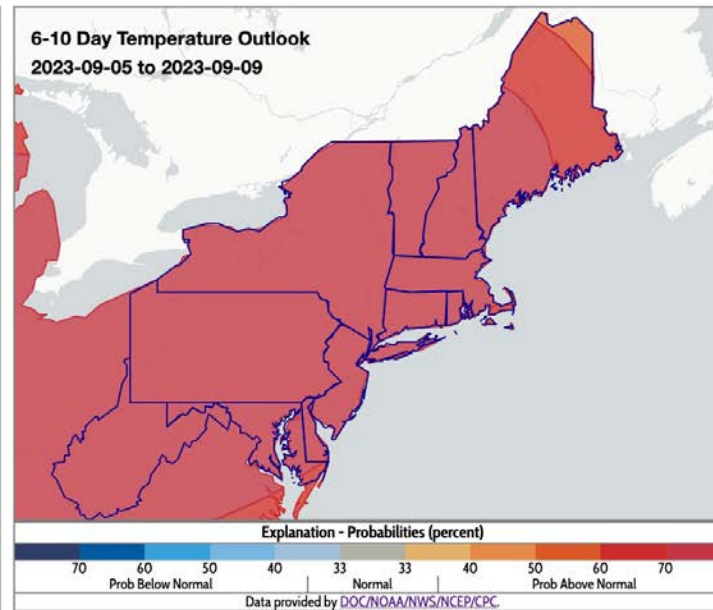 6-10 Day Temperature Outlook
2023-09-05 to 2023-09-09
Explanation - Probabilities (percent)
70 60 50 40 33 33 40 50 60 70
Prob Below Normal | Normal | Prob Above Normal
Data provided by DOC/NOAA/NWS/NCEP/CPC.